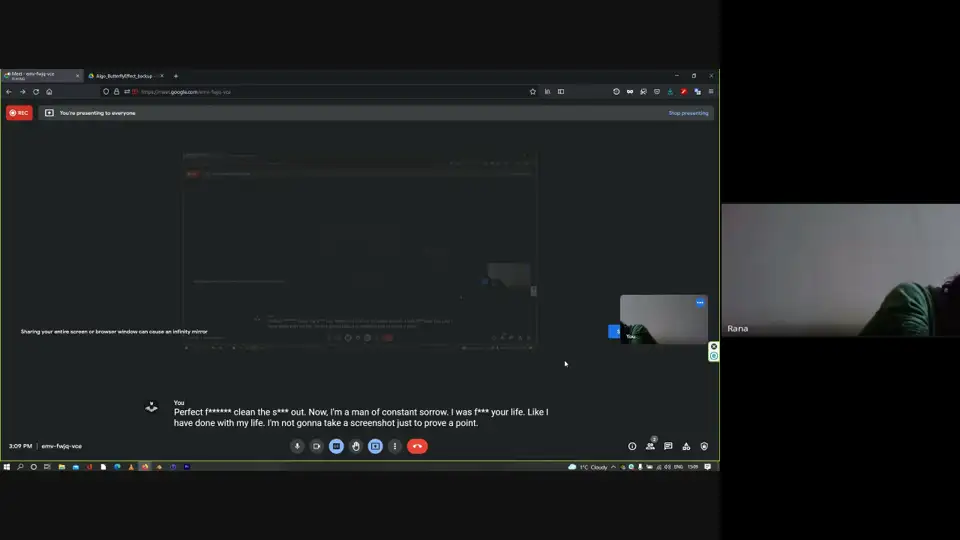 Meet - emv-fwjq-vca
Algo_ButterflyEffect_backup
REC
You're presenting to everyone
Stop presenting
Sharing your entire screen or browser window can cause an infinity mirror
You
Rana
You
Perfect f****** clean the s*** out. Now, I'm a man of constant sorrow. I was f*** your life. Like I
have done with my life. I'm not gonna take a screenshot just to prove a point.
3:09 PM | emv-fwjq-vca
2
1°C Cloudy
ENG
15:09